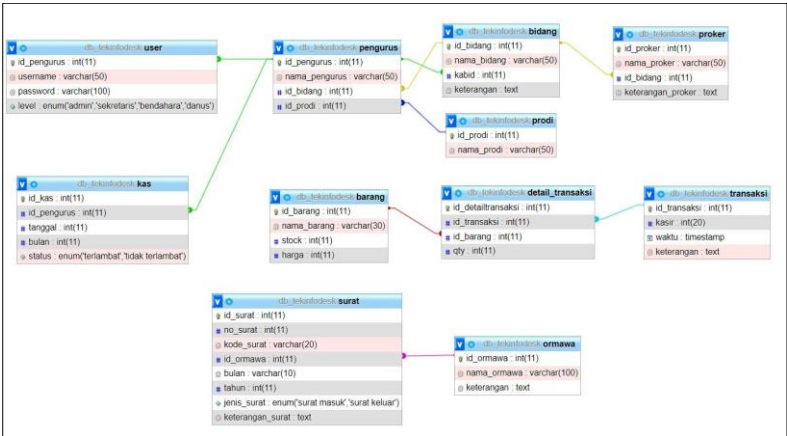 db_tekinfodesk user
id_pengurus : int(11)
username : varchar(50)
password : varchar(100)
level : enum('admin','sekretaris','bendahara','danus')
db_tekinfodesk pengurus
id_pengurus : int(11)
nama_pengurus : varchar(50)
id_bidang : int(11)
id_prodi : int(11)
db_tekinfodesk bidang
id_bidang : int(11)
nama_bidang : varchar(50)
kabid : int(11)
keterangan : text
db_tekinfodesk proker
id_proker : int(11)
nama_proker : varchar(50)
id_bidang : int(11)
keterangan_proker : text
db_tekinfodesk prodi
id_prodi : int(11)
nama_prodi : varchar(50)
db_tekinfodesk kas
id_kas : int(11)
id_pengurus : int(11)
tanggal : int(11)
bulan : int(11)
status : enum('terlambat','tidak terlambat')
db_tekinfodesk barang
id_barang : int(11)
nama_barang : varchar(30)
stock : int(11)
harga : int(11)
db_tekinfodesk detail_transaksi
id_detailtransaksi : int(11)
id_transaksi : int(11)
id_barang : int(11)
qty : int(11)
db_tekinfodesk transaksi
id_transaksi : int(11)
kasir : int(20)
waktu : timestamp
keterangan : text
db_tekinfodesk surat
id_surat : int(11)
no_surat : int(11)
kode_surat : varchar(20)
id_ormawa : int(11)
bulan : varchar(10)
tahun : int(11)
jenis_surat : enum('surat masuk','surat keluar')
keterangan_surat : text
db_tekinfodesk ormawa
id_ormawa : int(11)
nama_ormawa : varchar(100)
keterangan : text